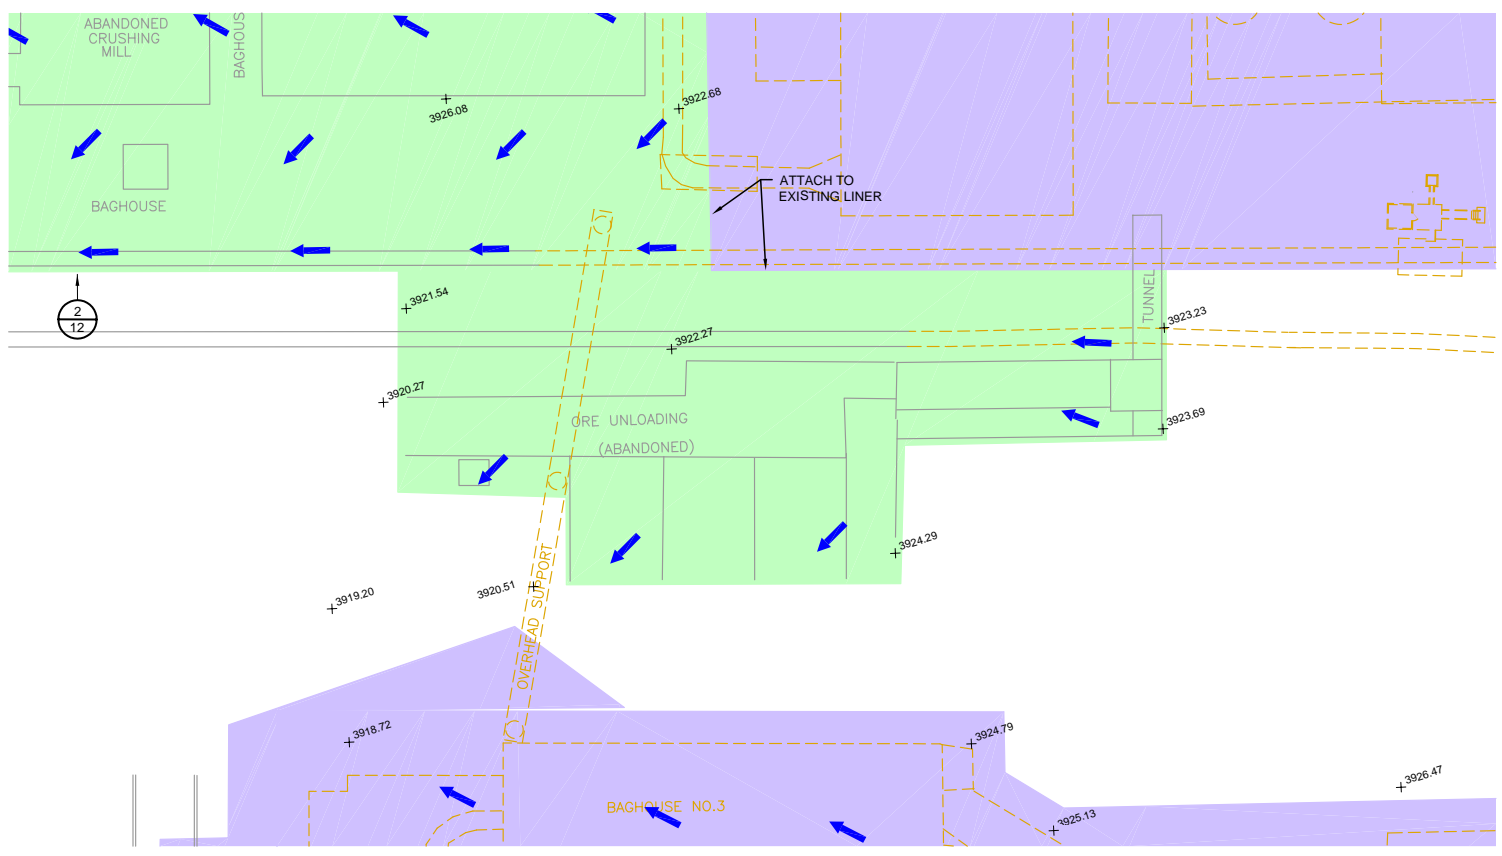 ABANDONED
CRUSHING
MILL
BAGHOUS
3926.08
3922.68
BAGHOUSE
ATTACH TO
EXISTING LINER
2
12
3921.54
3922.27
TUNNEL
3923.23
3920.27
ORE UNLOADING
(ABANDONED)
3923.69
3924.29
3919.20
3920.51
OVERHEAD SUPPORT
3918.72
3924.79
BAGHOUSE NO.3
3925.13
3926.47